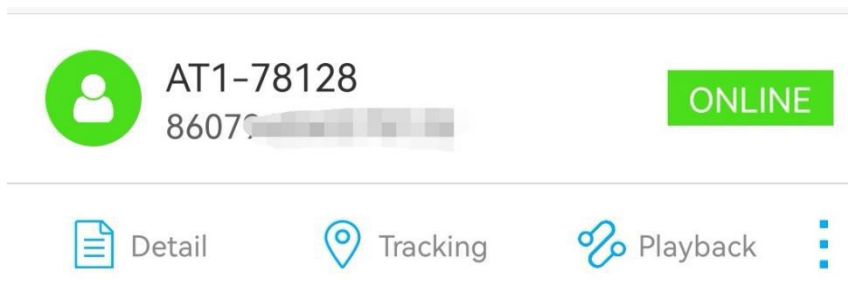 AT1-78128
ONLINE
8607
Detail
Tracking
Playback